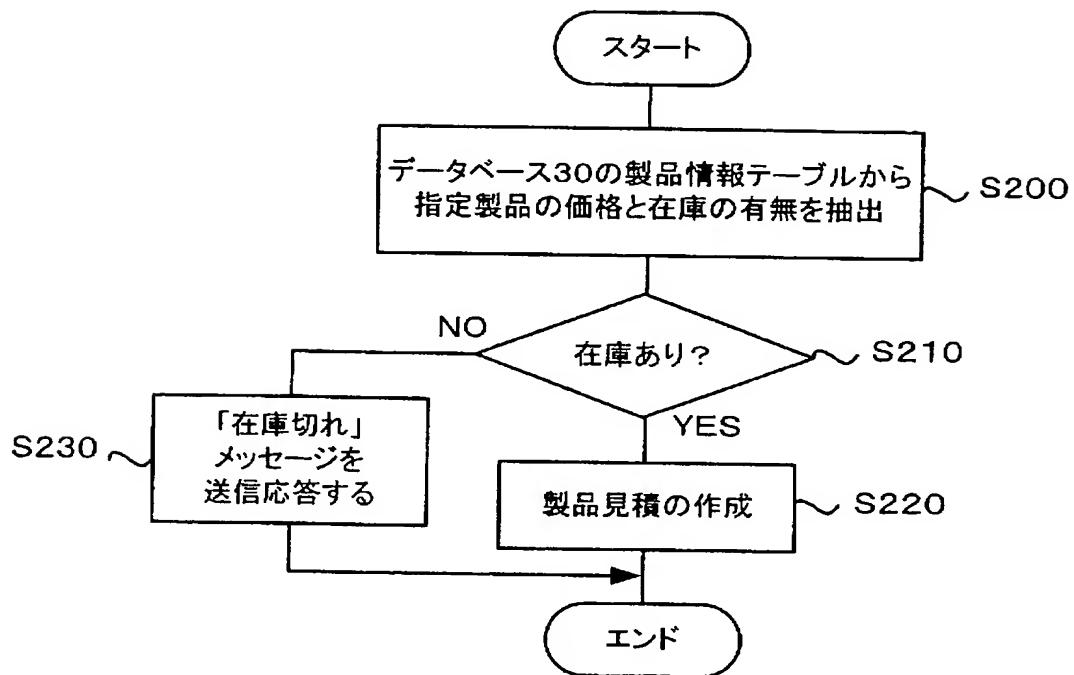 スタート
データベース30の製品情報テーブルから
指定製品の価格と在庫の有無を抽出
S200
NO
在庫あり?
S210
YES
「在庫切れ」
メッセージを
送信応答する
S230
製品見積の作成
S220
エンド